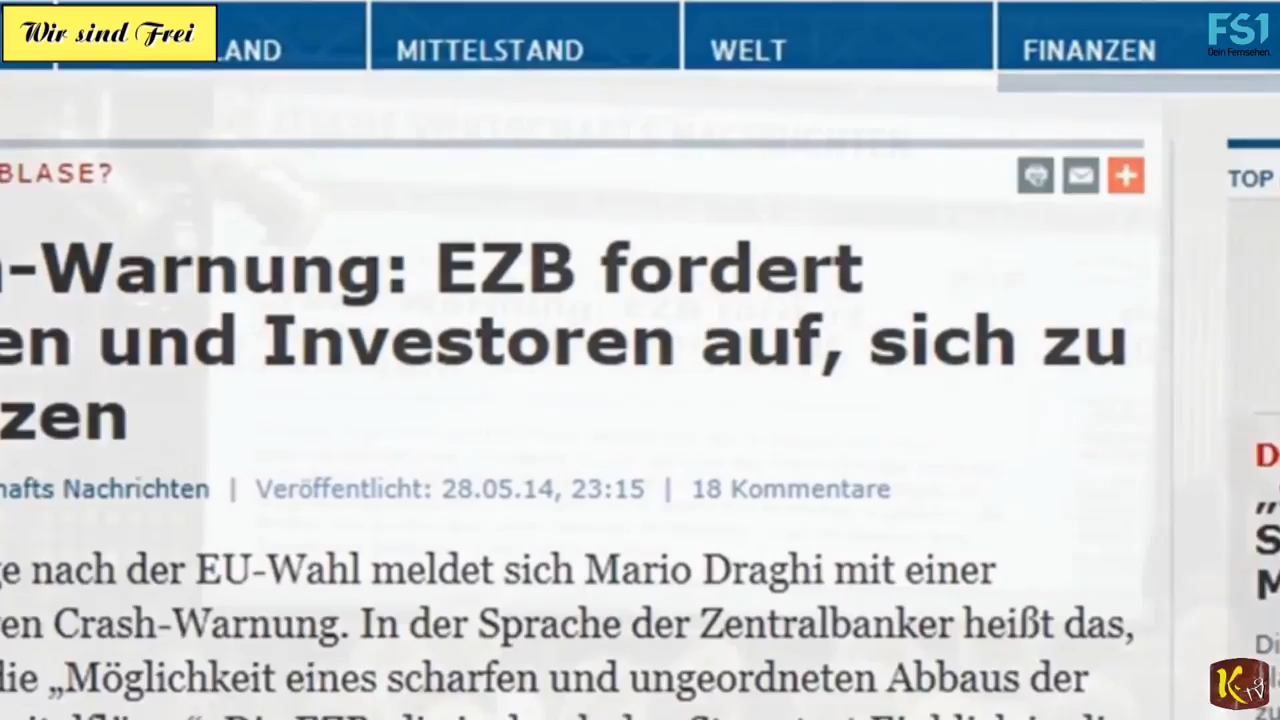 Wir sind Frei
AND
MITTELSTAND
WELT
FINANZEN
FS1
Dein Fernsehen.
BLASE?
TOP
-Warnung: EZB fordert
en und Investoren auf, sich zu
zen
hafts Nachrichten | Veröffentlicht: 28.05.14, 23:15 | 18 Kommentare
ge nach der EU-Wahl meldet sich Mario Draghi mit einer
en Crash-Warnung. In der Sprache der Zentralbanker heißt das,
die „Möglichkeit eines scharfen und ungeordneten Abbaus der
D
„
S
M
Di
K TV